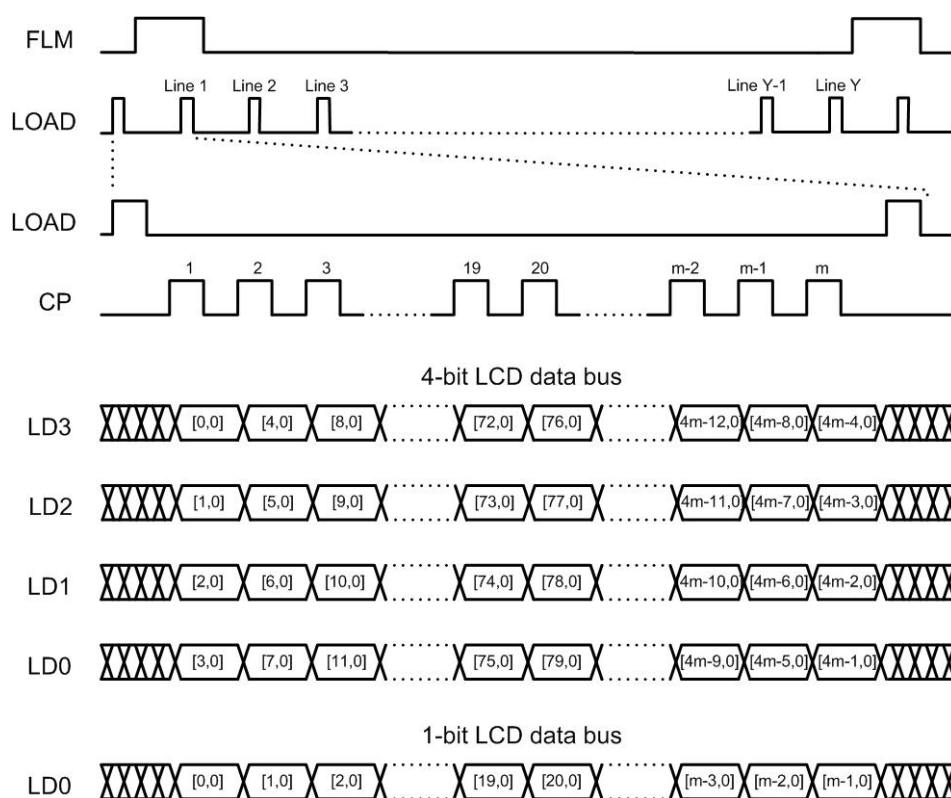 FLM
Line 1 Line 2 Line 3 Line Y-1 Line Y
LOAD
LOAD
1 2 3 19 20 m-2 m-1 m
CP
4-bit LCD data bus
LD3 [0,0] [4,0] [8,0] [72,0] [76,0] 4m-12,0 [4m-8,0] [4m-4,0]
LD2 [1,0] [5,0] [9,0] [73,0] [77,0] 4m-11,0 [4m-7,0] [4m-3,0]
LD1 [2,0] [6,0] [10,0] [74,0] [78,0] 4m-10,0 [4m-6,0] [4m-2,0]
LD0 [3,0] [7,0] [11,0] [75,0] [79,0] [4m-9,0] [4m-5,0] [4m-1,0]
1-bit LCD data bus
LD0 [0,0] [1,0] [2,0] [19,0] [20,0] [m-3,0] [m-2,0] [m-1,0]